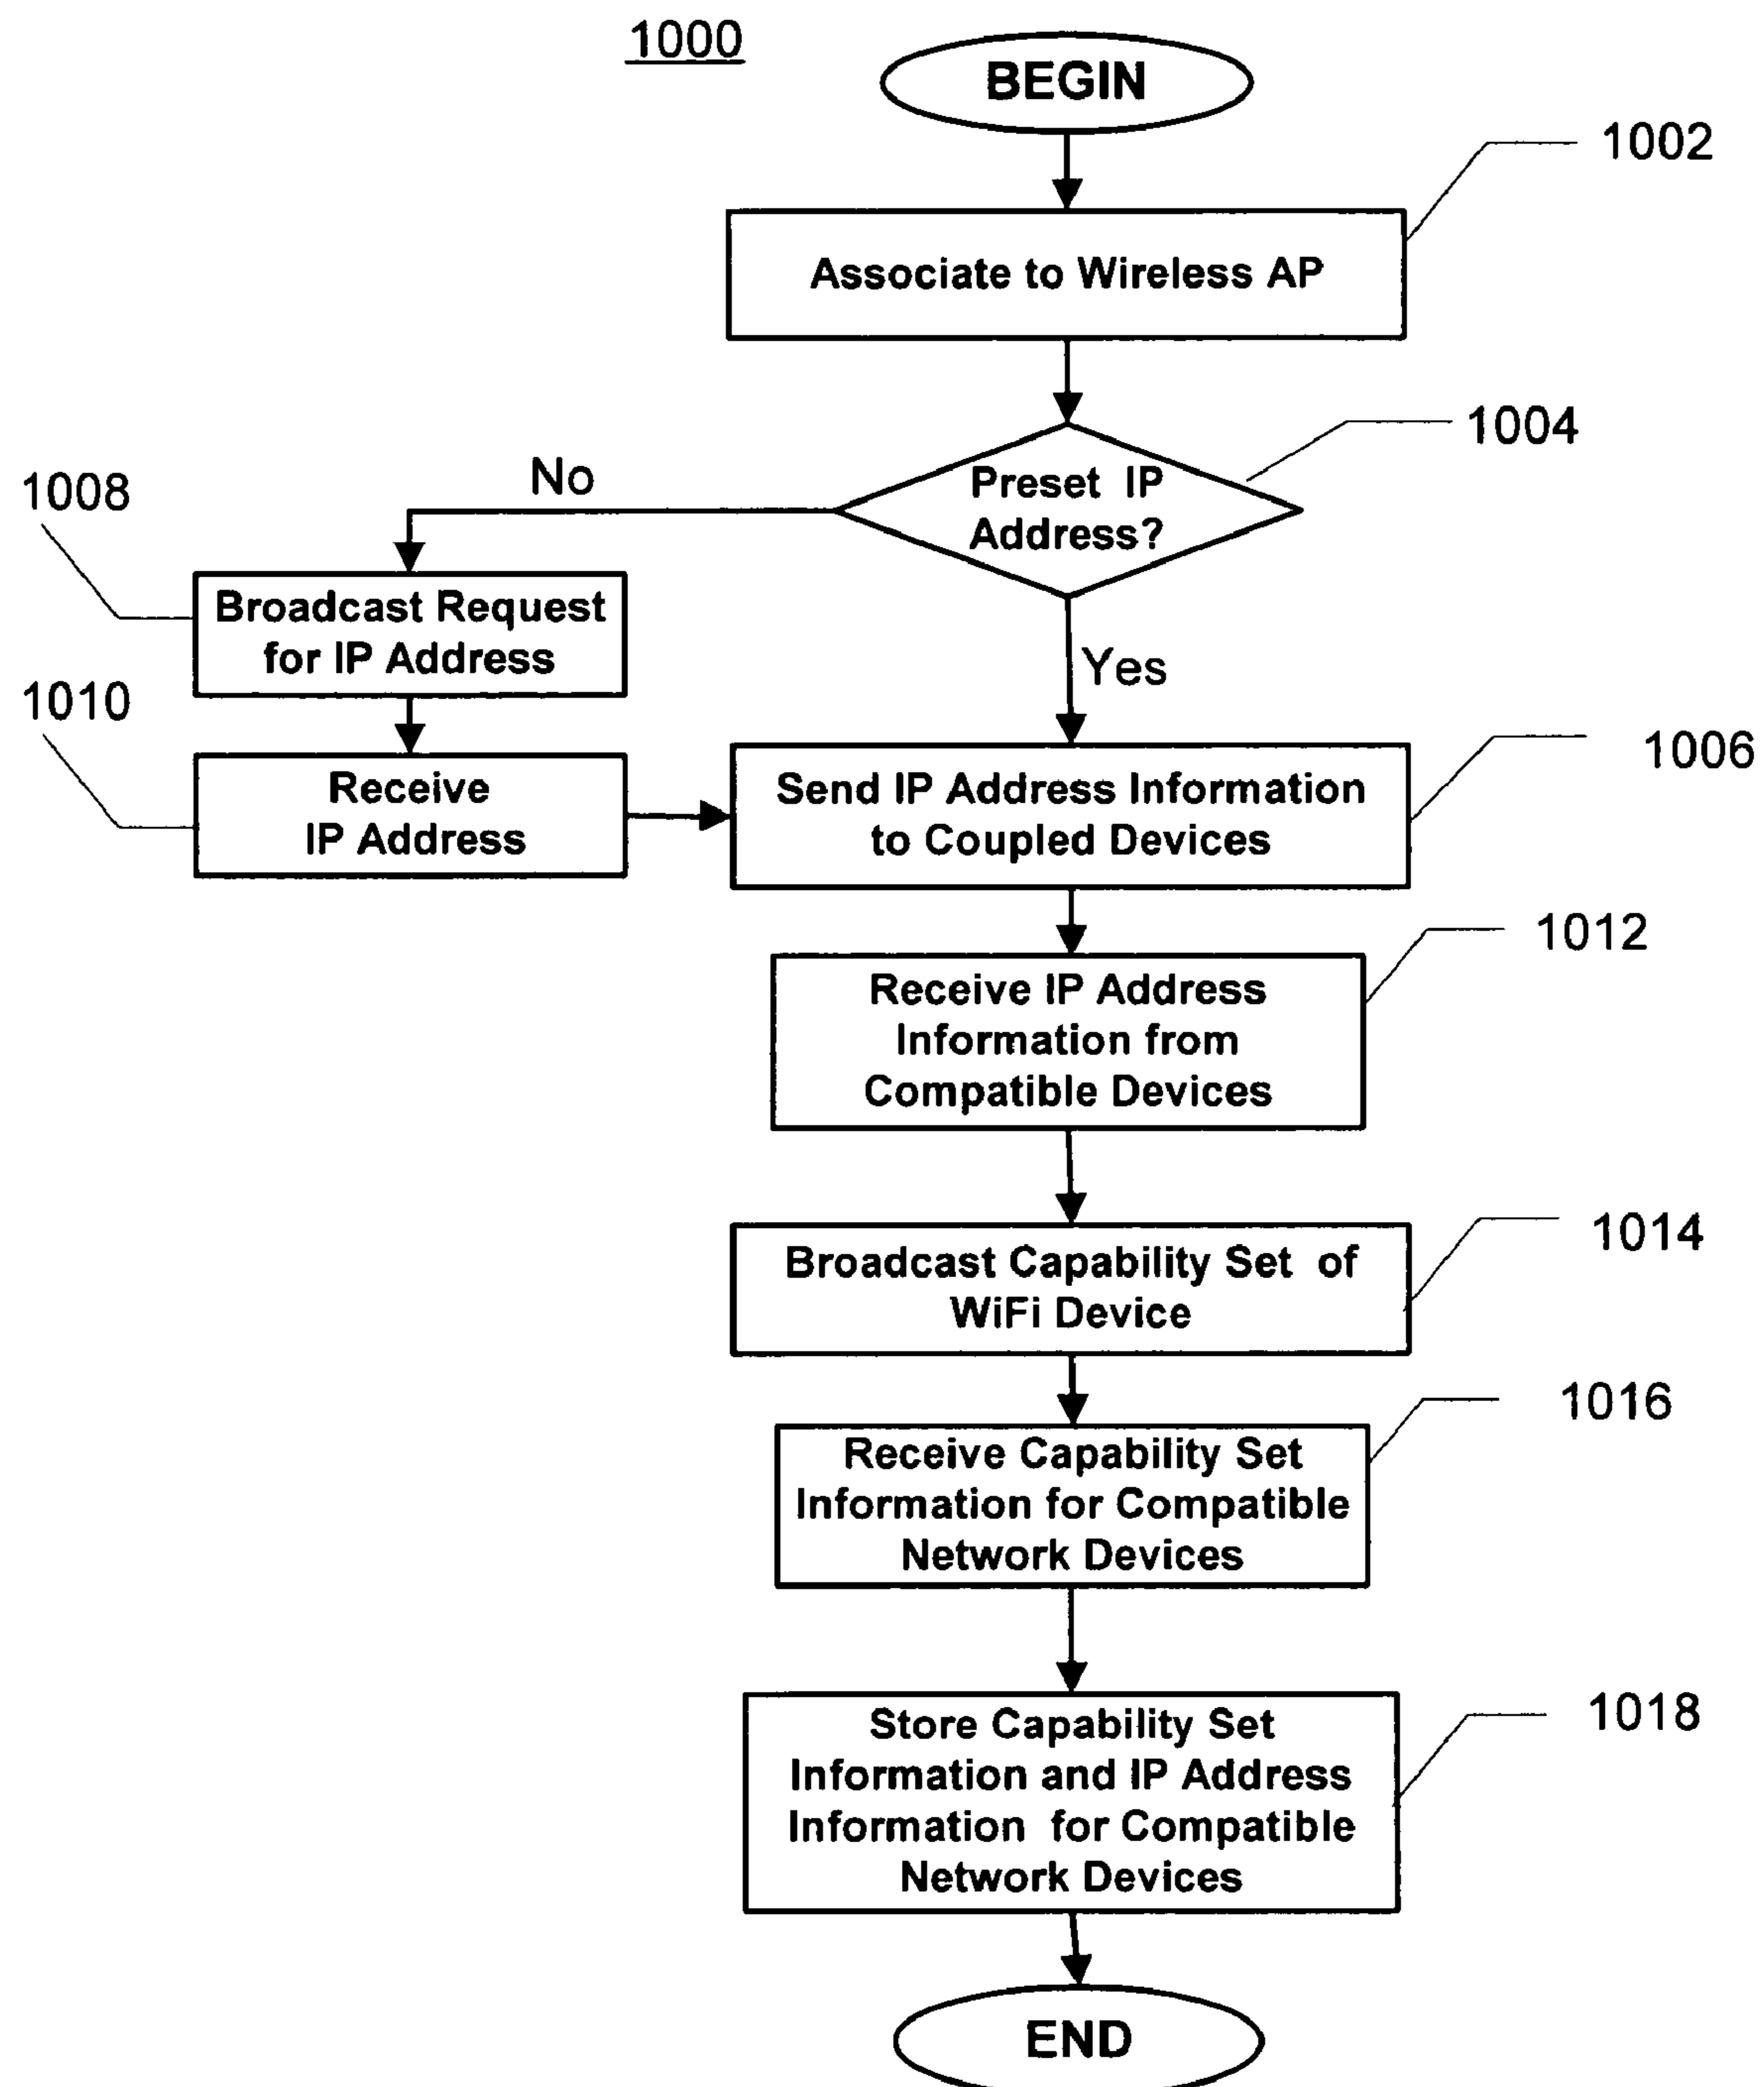 1000
BEGIN
1002
Associate to Wireless AP
1004
Preset IP
Address?
No
Yes
1008
Broadcast Request
for IP Address
1010
Receive
IP Address
1006
Send IP Address Information
to Coupled Devices
1012
Receive IP Address
Information from
Compatible Devices
1014
Broadcast Capability Set of
WiFi Device
1016
Receive Capability Set
Information for Compatible
Network Devices
1018
Store Capability Set
Information and IP Address
Information for Compatible
Network Devices
END